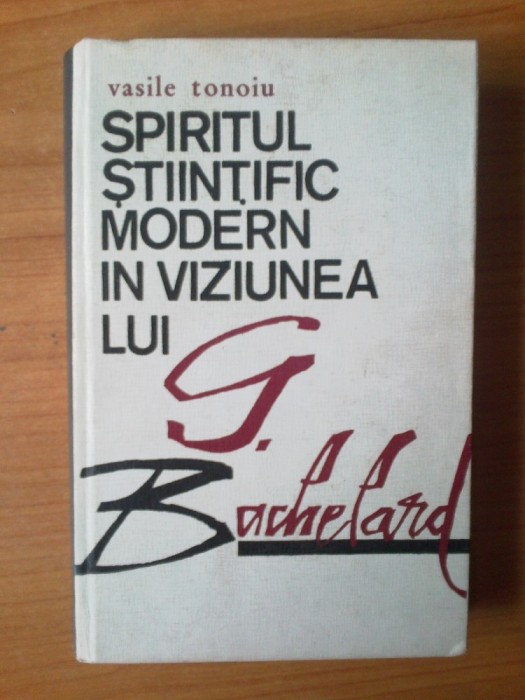 vasile tonoiu
SPIRITUL
ȘTIINȚIFIC
MODERN
IN VIZIUNEA
LUI
G.
Bachelard